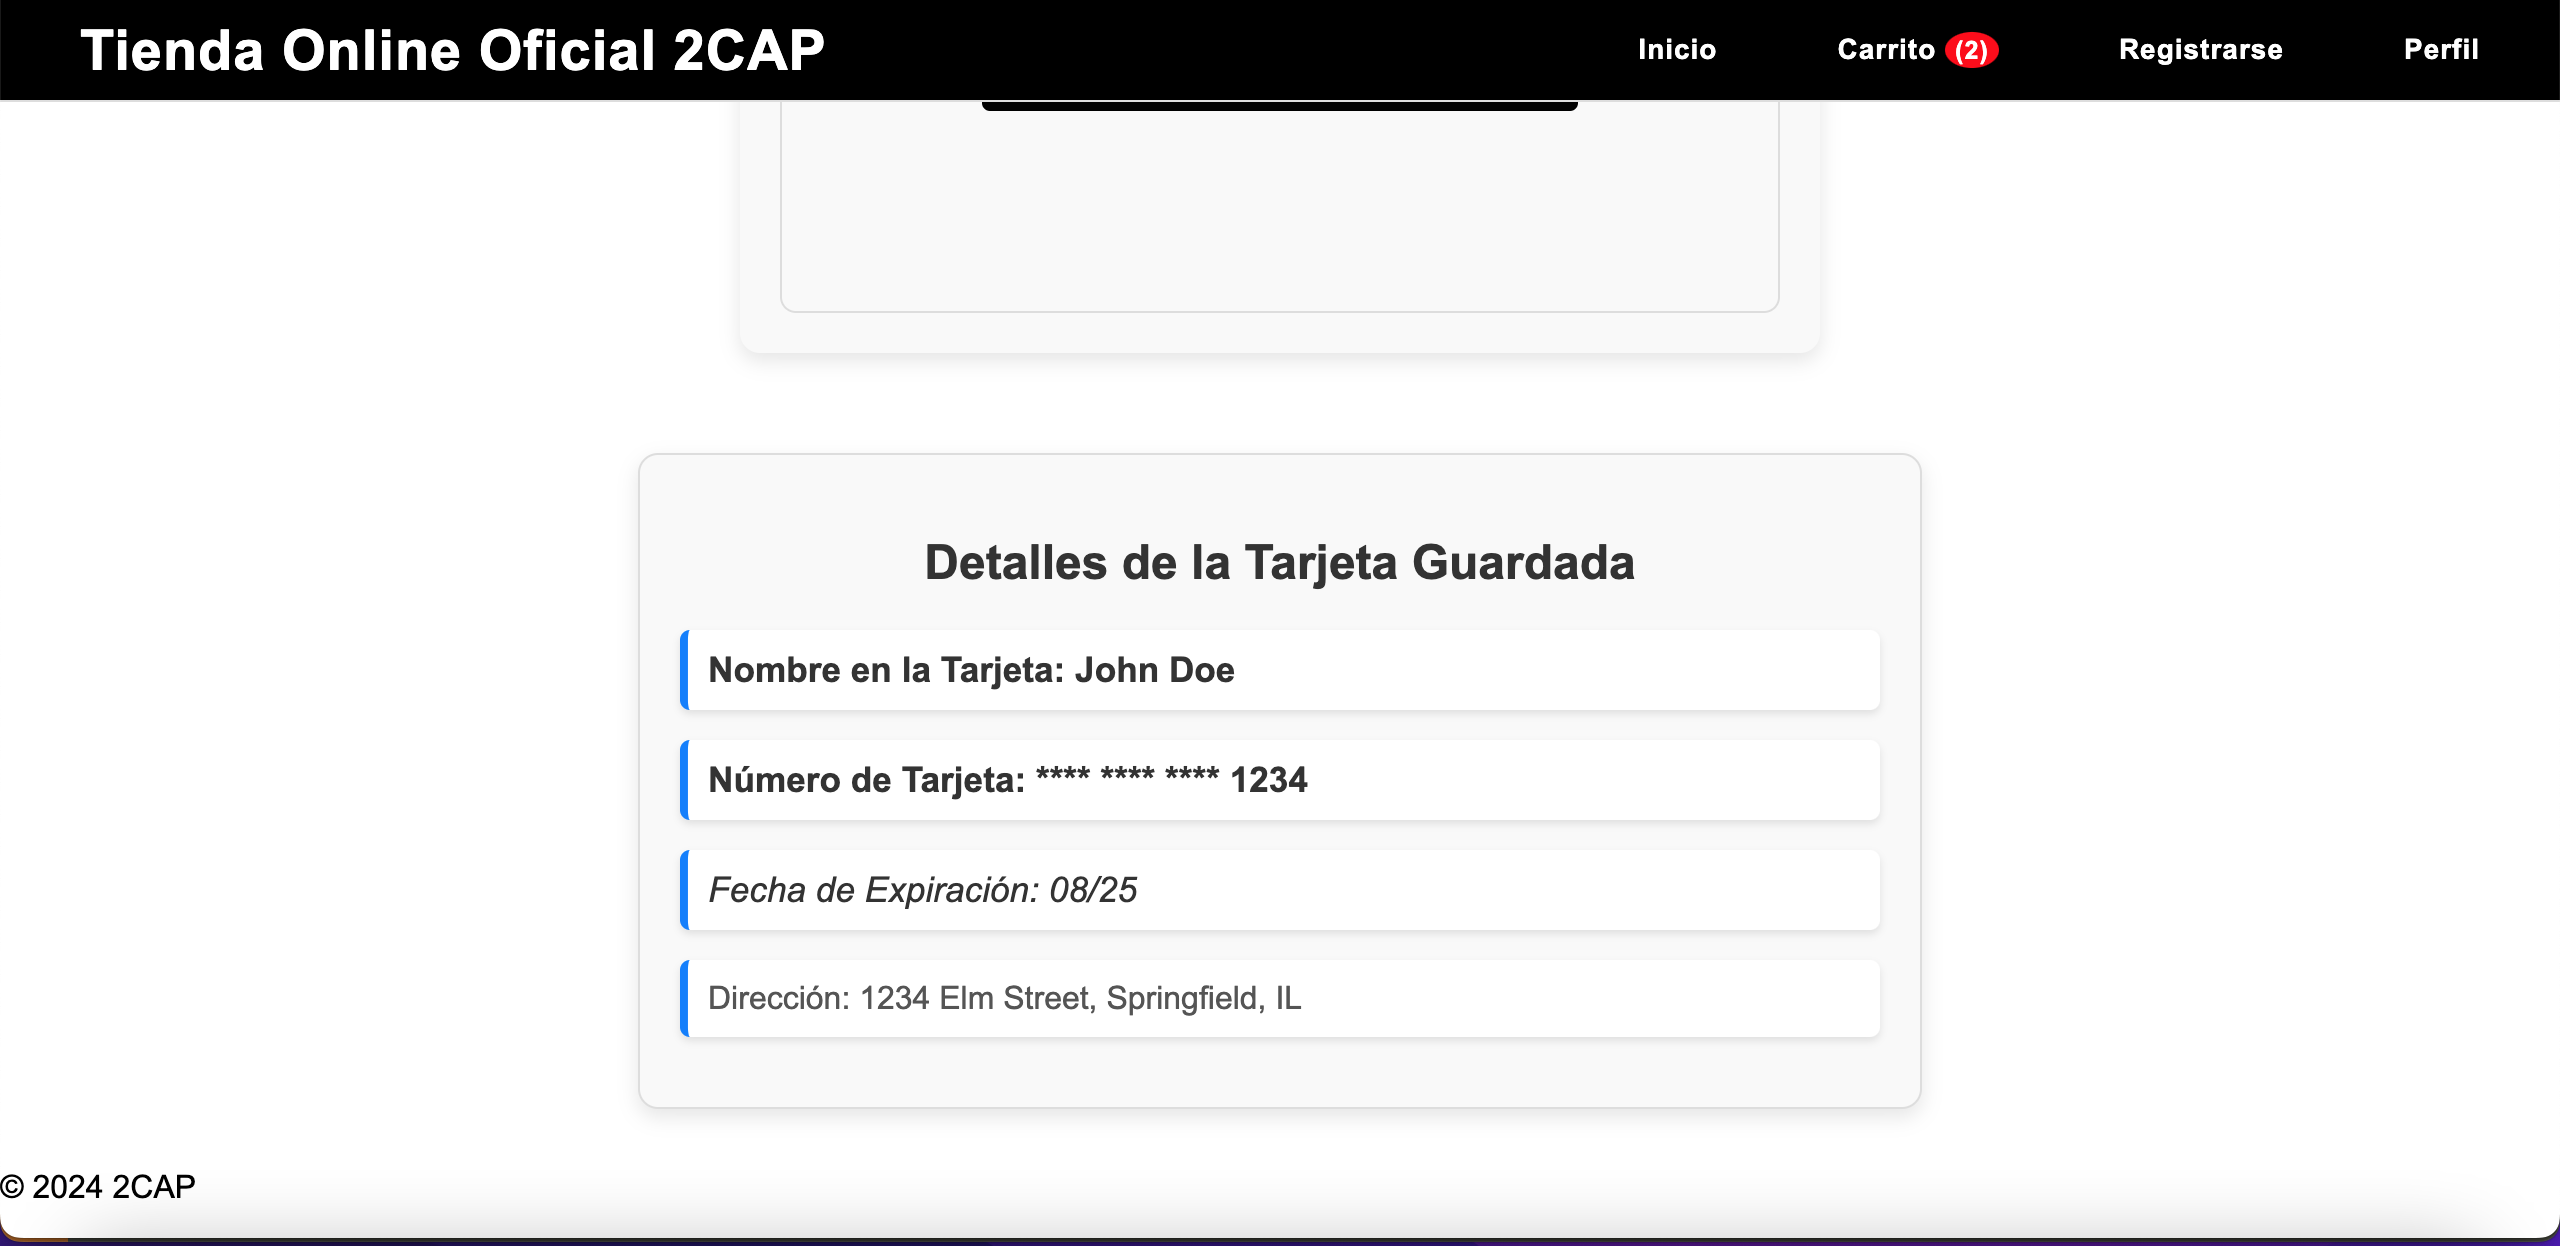 Tienda Online Oficial 2CAP
Inicio
Carrito (2)
Registrarse
Perfil
Detalles de la Tarjeta Guardada
Nombre en la Tarjeta: John Doe
Número de Tarjeta: **** **** **** 1234
Fecha de Expiración: 08/25
Dirección: 1234 Elm Street, Springfield, IL
© 2024 2CAP